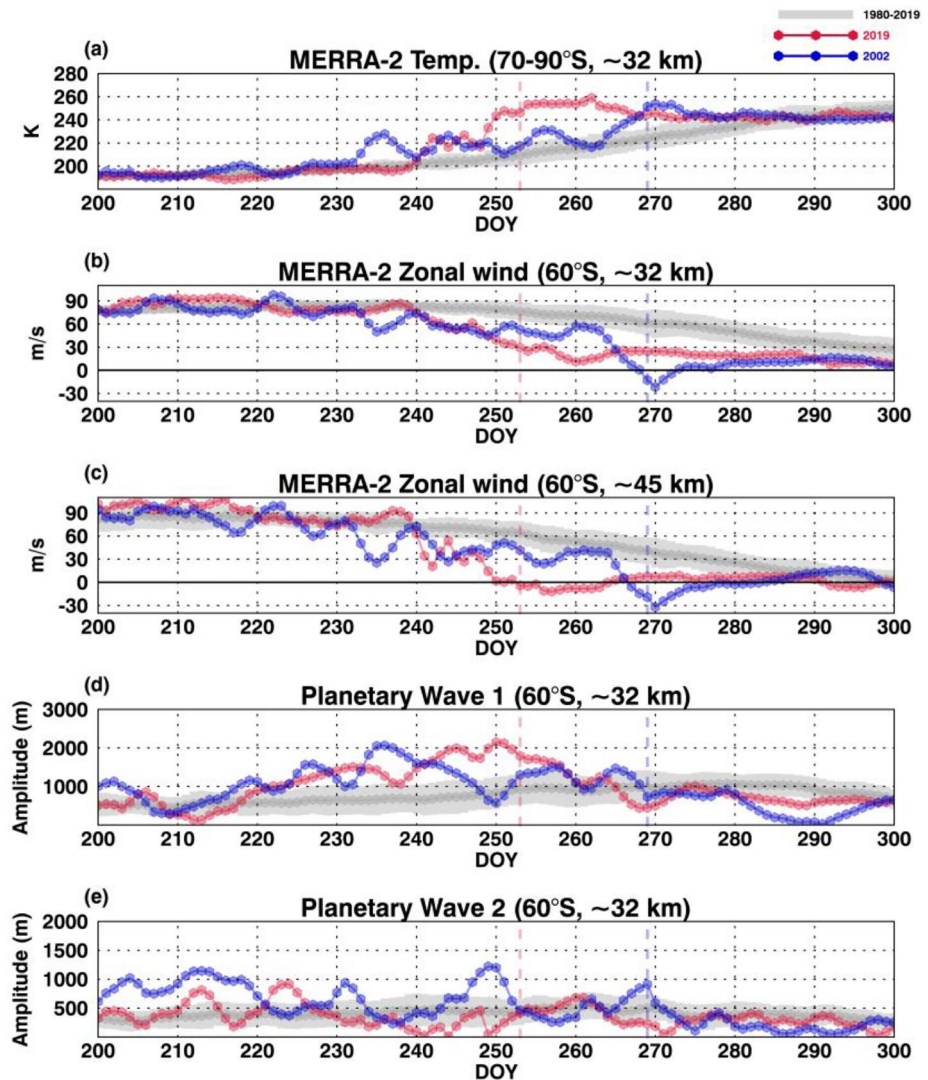 1980-2019
2019
2002
(a)
MERRA-2 Temp. (70-90°S, ~32 km)
280
260
240
220
200
K
200 210 220 230 240 250 260 270 280 290 300
DOY
(b)
MERRA-2 Zonal wind (60°S, ~32 km)
90
60
30
0
-30
m/s
200 210 220 230 240 250 260 270 280 290 300
DOY
(c)
MERRA-2 Zonal wind (60°S, ~45 km)
90
60
30
0
-30
m/s
200 210 220 230 240 250 260 270 280 290 300
DOY
(d)
Planetary Wave 1 (60°S, ~32 km)
3000
2000
1000
Amplitude (m)
200 210 220 230 240 250 260 270 280 290 300
DOY
(e)
Planetary Wave 2 (60°S, ~32 km)
2000
1500
1000
500
Amplitude (m)
200 210 220 230 240 250 260 270 280 290 300
DOY